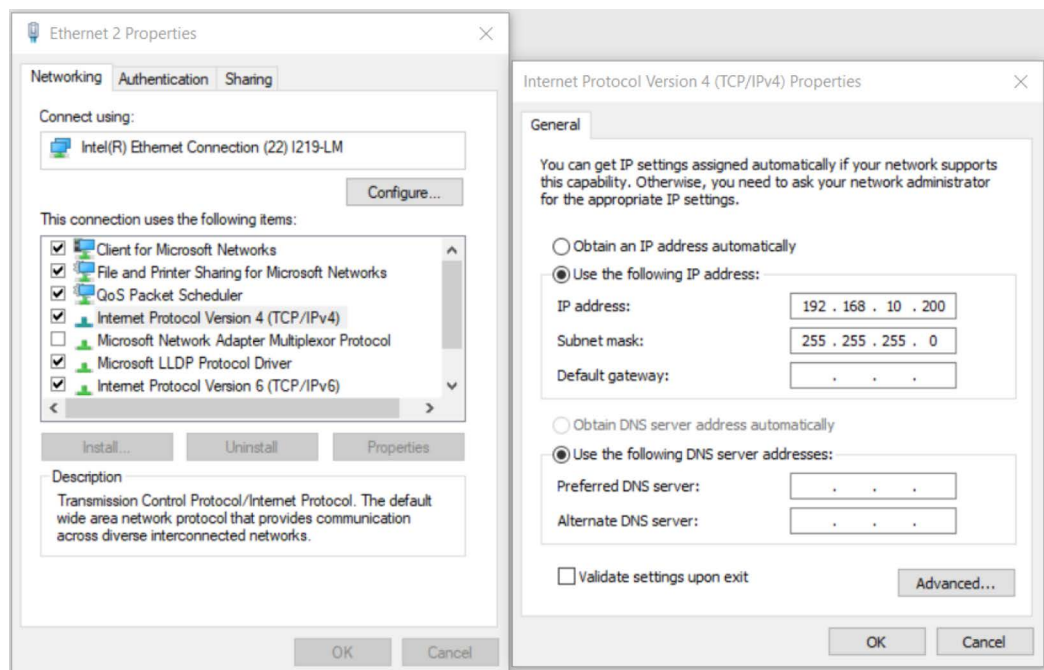 Ethernet 2 Properties
Networking Authentication Sharing
Connect using:
Intel(R) Ethernet Connection (22) I219-LM
Configure...
This connection uses the following items:
Client for Microsoft Networks
File and Printer Sharing for Microsoft Networks
QoS Packet Scheduler
Internet Protocol Version 4 (TCP/IPv4)
Microsoft Network Adapter Multiplexor Protocol
Microsoft LLDP Protocol Driver
Internet Protocol Version 6 (TCP/IPv6)
Install... Uninstall Properties
Description
Transmission Control Protocol/Internet Protocol. The default
wide area network protocol that provides communication
across diverse interconnected networks.
OK Cancel
Internet Protocol Version 4 (TCP/IPv4) Properties
General
You can get IP settings assigned automatically if your network supports
this capability. Otherwise, you need to ask your network administrator
for the appropriate IP settings.
Obtain an IP address automatically
Use the following IP address:
IP address: 192 . 168 . 10 . 200
Subnet mask: 255 . 255 . 255 . 0
Default gateway: . . .
Obtain DNS server address automatically
Use the following DNS server addresses:
Preferred DNS server: . . .
Alternate DNS server: . . .
Validate settings upon exit
Advanced...
OK Cancel